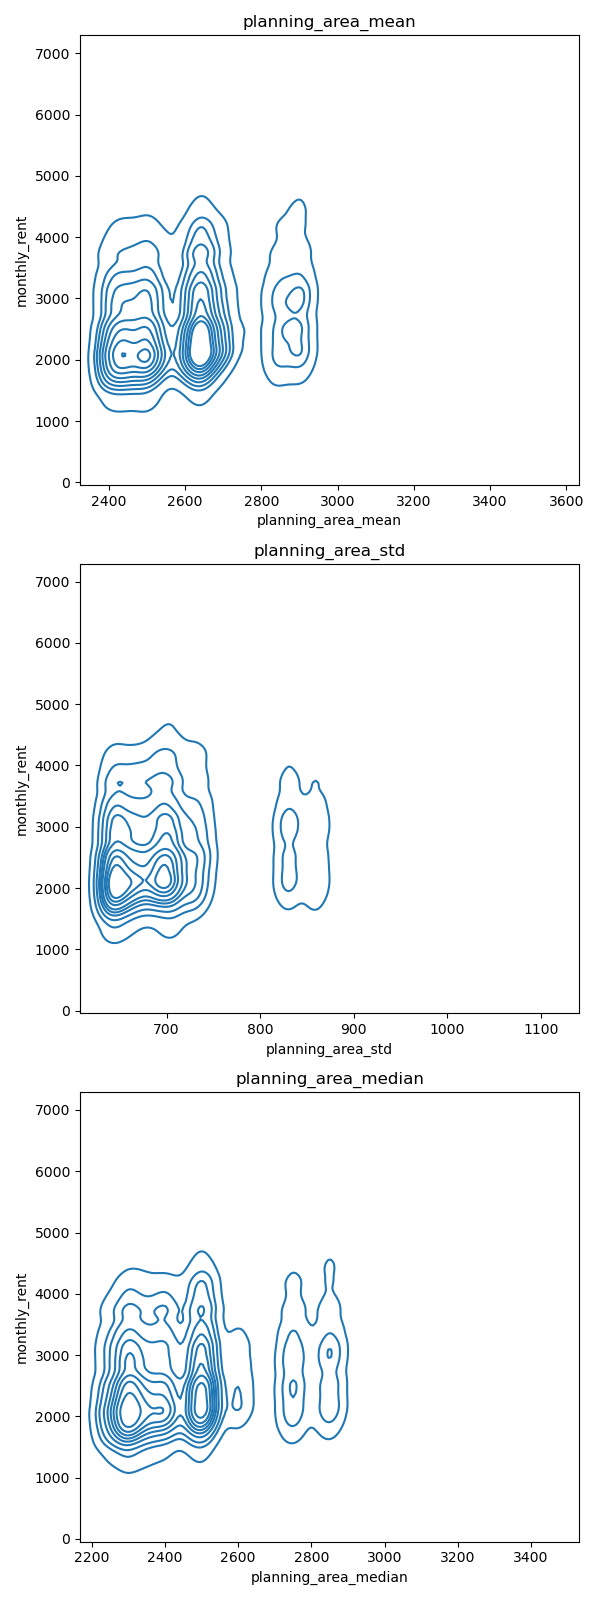 planning_area_mean
7000
6000
5000
4000
3000
2000
1000
0
monthly_rent
2400 2600 2800 3000 3200 3400 3600
planning_area_mean
planning_area_std
7000
6000
5000
4000
3000
2000
1000
0
monthly_rent
700 800 900 1000 1100
planning_area_std
planning_area_median
7000
6000
5000
4000
3000
2000
1000
0
monthly_rent
2200 2400 2600 2800 3000 3200 3400
planning_area_median